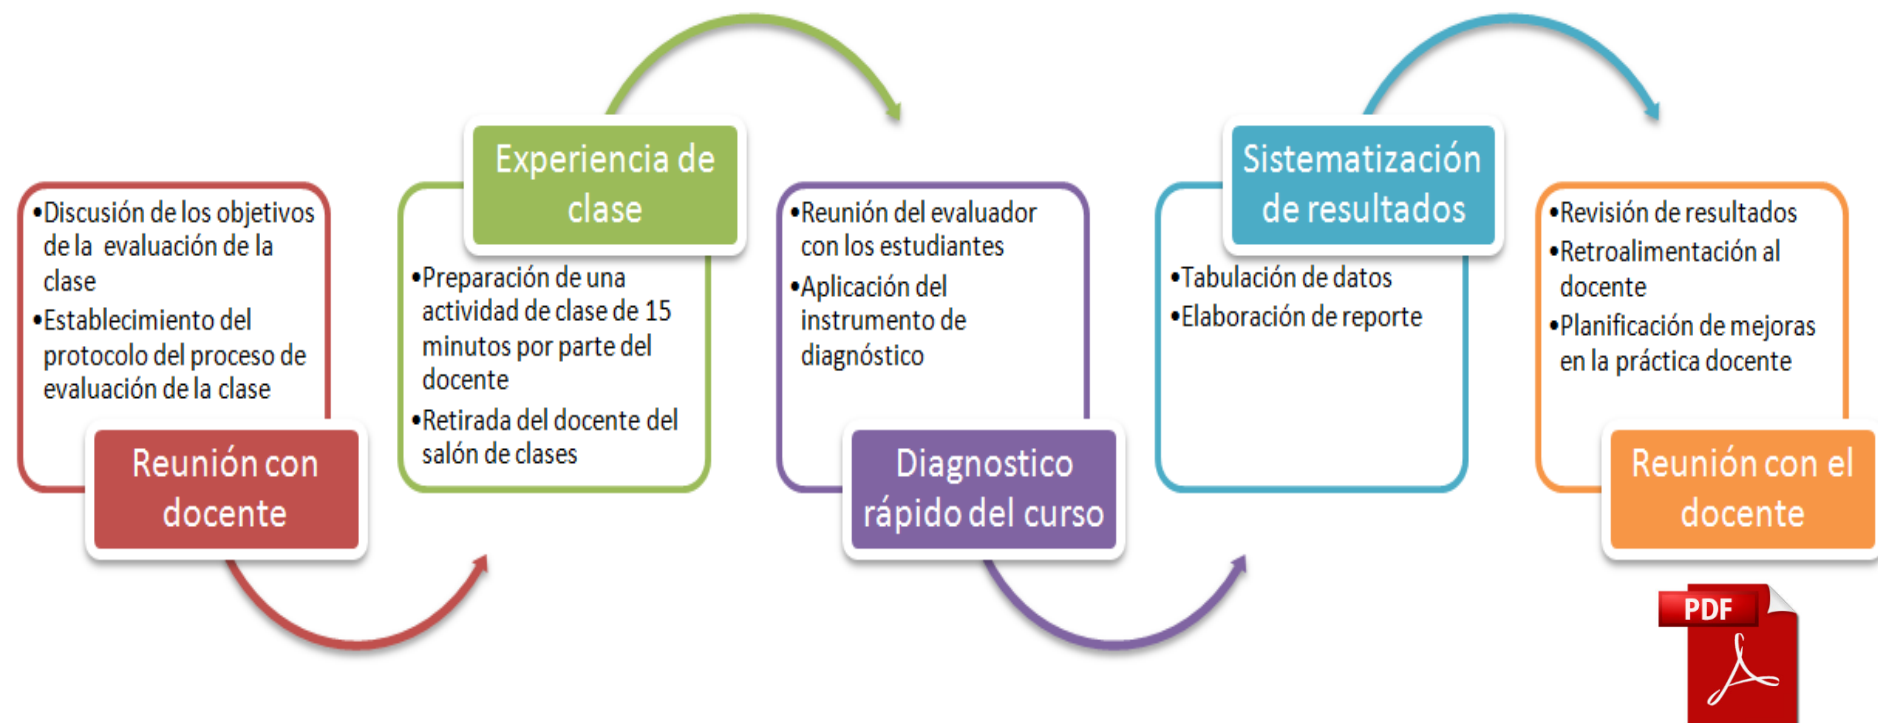 •Discusión de los objetivos
de la evaluación de la
clase
•Establecimiento del
protocolo del proceso de
evaluación de la clase
Reunión con
docente
Experiencia de
clase
•Preparación de una
actividad de clase de 15
minutos por parte del
docente
•Retirada del docente del
salón de clases
•Reunión del evaluador
con los estudiantes
•Aplicación del
instrumento de
diagnóstico
Diagnostico
rápido del curso
Sistematización
de resultados
•Tabulación de datos
•Elaboración de reporte
•Revisión de resultados
•Retroalimentación al
docente
•Planificación de mejoras
en la práctica docente
Reunión con el
docente
PDF